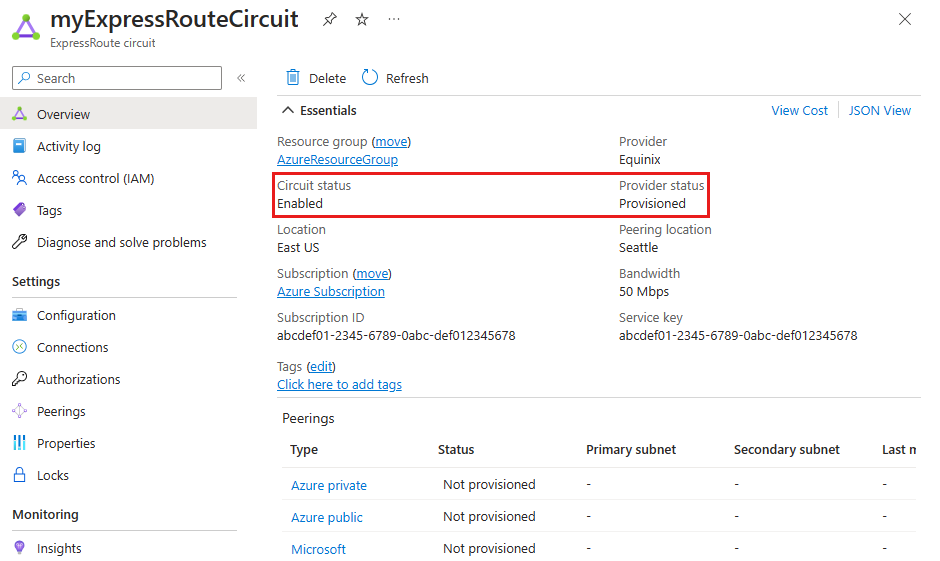 myExpressRouteCircuit
ExpressRoute circuit
Search
Delete Refresh
Overview
Essentials View Cost JSON View
Activity log
Resource group (move) Provider
AzureResourceGroup Equinix
Access control (IAM)
Circuit status Provider status
Enabled Provisioned
Tags
Location Peering location
East US Seattle
Diagnose and solve problems
Subscription (move) Bandwidth
Azure Subscription 50 Mbps
Settings
Subscription ID Service key
abcdef01-2345-6789-0abc-def012345678 abcdef01-2345-6789-0abc-def012345678
Configuration
Connections
Tags (edit)
Click here to add tags
Authorizations
Peerings
Peerings
Properties
Type Status Primary subnet Secondary subnet Last m
Locks
Azure private Not provisioned - - -
Monitoring
Azure public Not provisioned - - -
Insights
Microsoft Not provisioned - - -